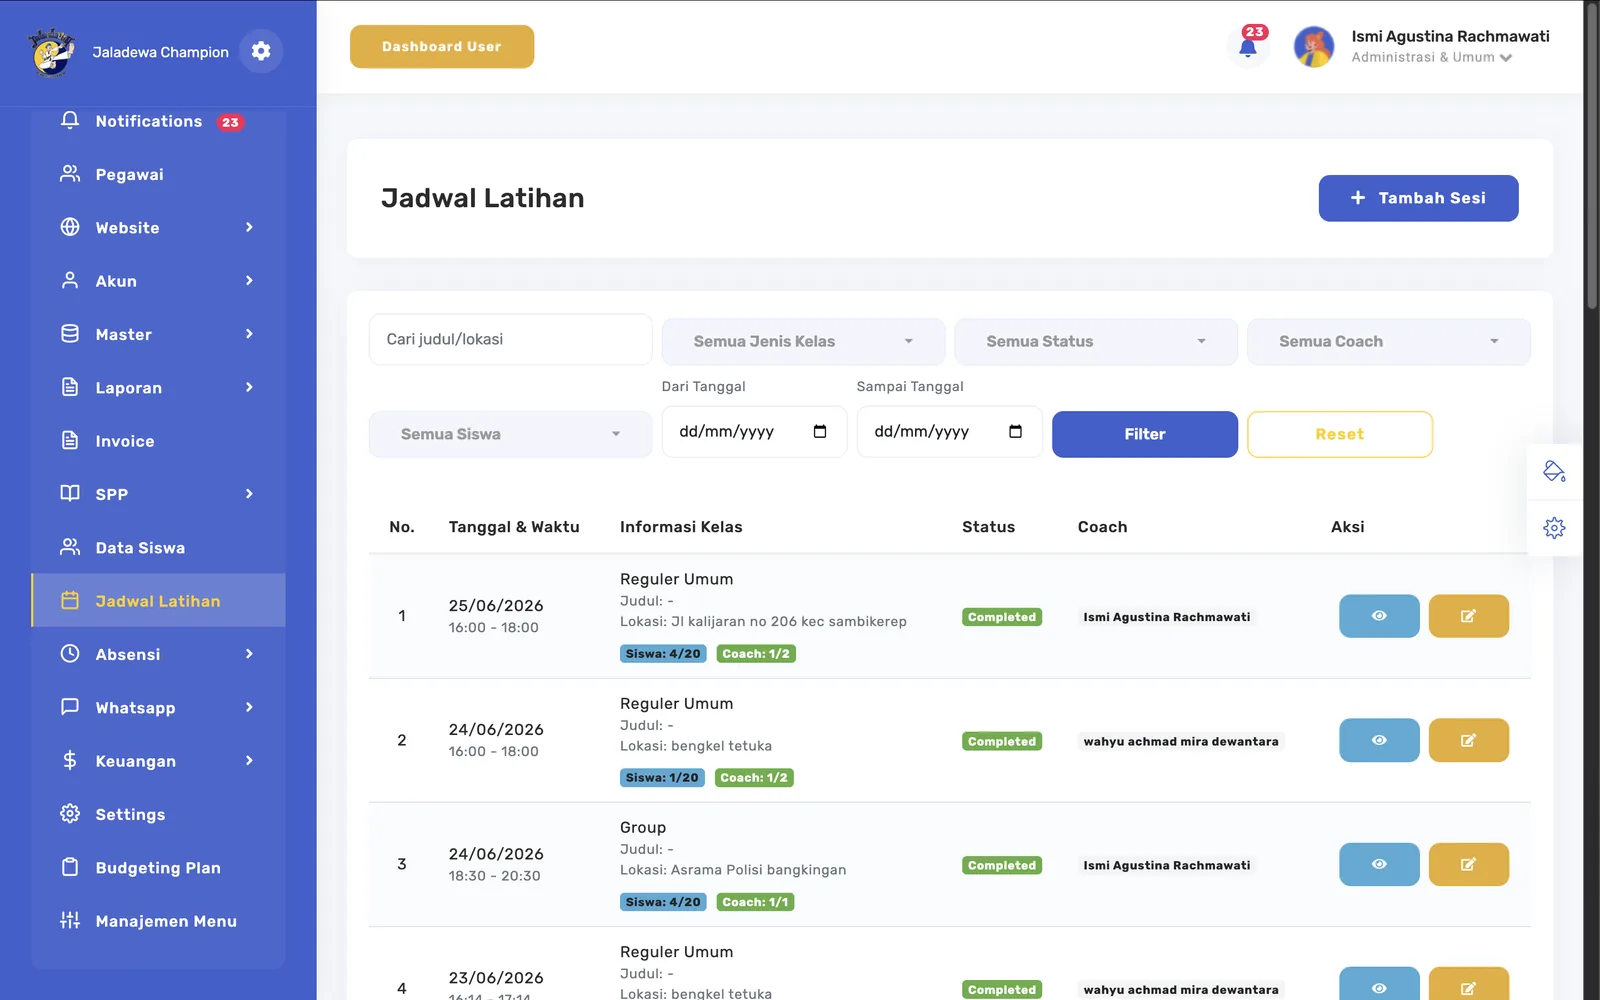 Jaladewa Champion
Notifications 23
Pegawai
Website
Akun
Master
Laporan
Invoice
SPP
Data Siswa
Jadwal Latihan
Absensi
Whatsapp
Keuangan
Settings
Budgeting Plan
Manajemen Menu
Dashboard User
23
Ismi Agustina Rachmawati
Administrasi & Umum
Jadwal Latihan
+ Tambah Sesi
Cari judul/lokasi
Semua Jenis Kelas
Semua Status
Semua Coach
Semua Siswa
Dari Tanggal
dd/mm/yyyy
Sampai Tanggal
dd/mm/yyyy
Filter
Reset
No. Tanggal & Waktu Informasi Kelas Status Coach Aksi
1
25/06/2026
16:00 - 18:00
Reguler Umum
Judul: -
Lokasi: Jl kalijaran no 206 kec sambikerep
Siswa: 4/20 Coach: 1/2
Completed
Ismi Agustina Rachmawati
2
24/06/2026
16:00 - 18:00
Reguler Umum
Judul: -
Lokasi: bengkel tetuka
Siswa: 1/20 Coach: 1/2
Completed
wahyu achmad mira dewantara
3
24/06/2026
18:30 - 20:30
Group
Judul: -
Lokasi: Asrama Polisi bangkingan
Siswa: 4/20 Coach: 1/1
Completed
Ismi Agustina Rachmawati
4
23/06/2026
16:14 - 17:14
Reguler Umum
Judul: -
Lokasi: bengkel tetuka
Completed
wahyu achmad mira dewantara